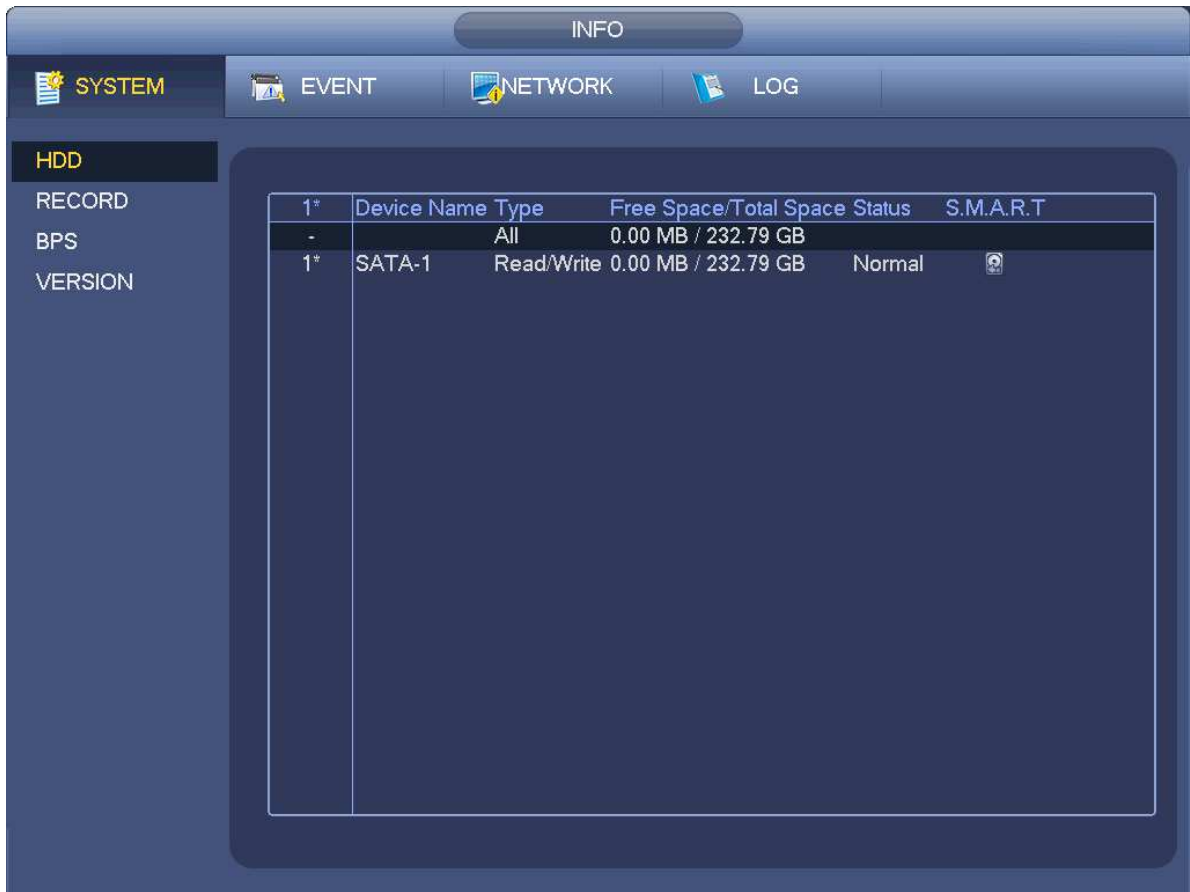 INFO
SYSTEM EVENT NETWORK LOG
HDD
RECORD
BPS
VERSION
1* Device Name Type Free Space/Total Space Status S.M.A.R.T
- All 0.00 MB / 232.79 GB
1* SATA-1 Read/Write 0.00 MB / 232.79 GB Normal